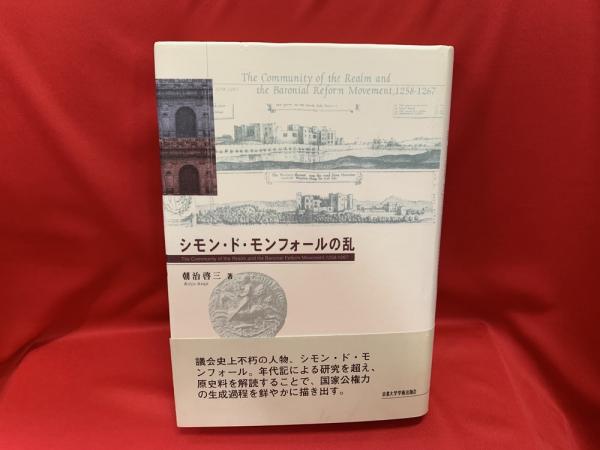 The Community of the Realm and
the Baronial Reform Movement, 1258-1267
シモン・ド・モンフォールの乱
The Community of the Realm and the Baronial Reform Movement, 1258-1267
朝治啓三 著
Keizo Asaji
議会史上不朽の人物、シモン・ド・モ
ンフォール。年代記による研究を超え、
原史料を解読することで、国家公権力
の生成過程を鮮やかに描き出す。
京都大学学術出版会